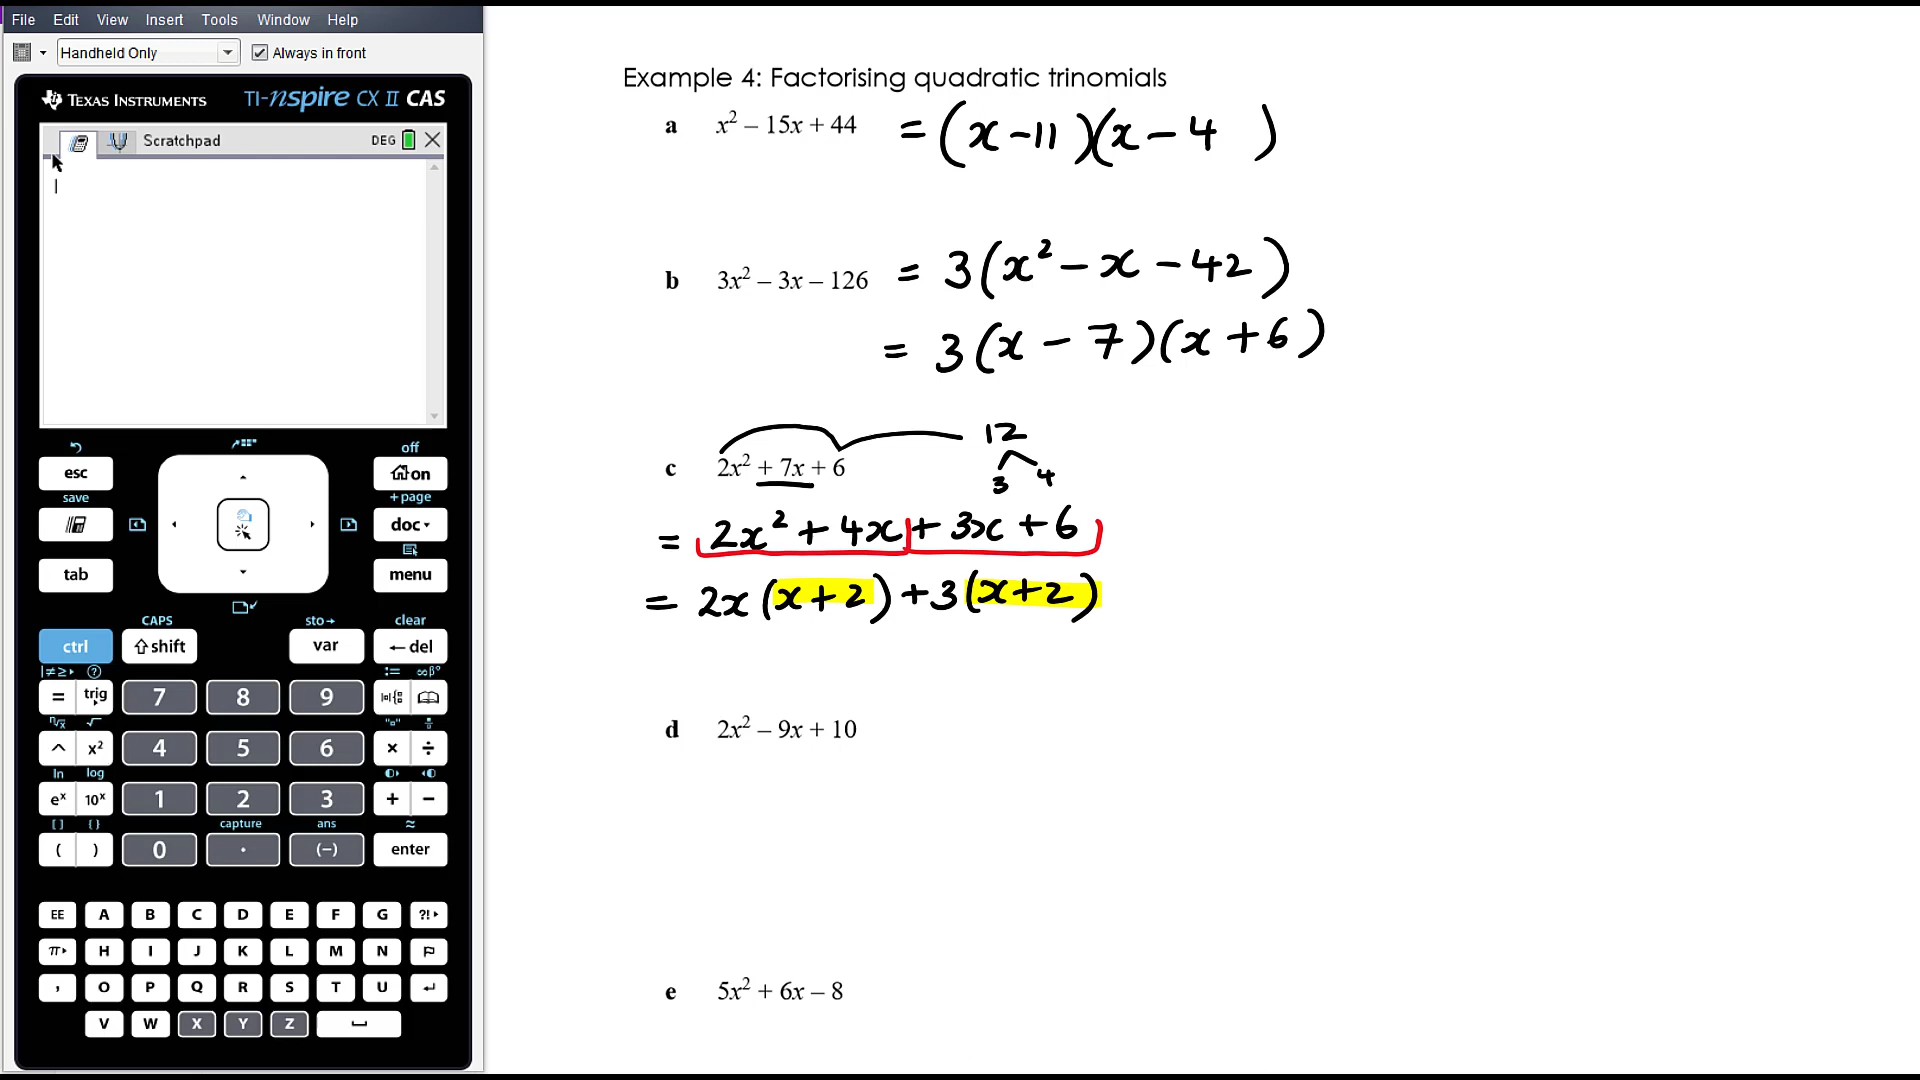 File Edit View Insert Tools Window Help
Handheld Only Always in front
TEXAS INSTRUMENTS TI-nspire CX II CAS
Scratchpad DEG
off
esc on
save + page
doc
tab menu
CAPS sto→ clear
ctrl ⇧shift var ←del
|≠≥▸ ? := ∞β°
= trig 7 8 9
ⁿ√x √ "▫"
^ x² 4 5 6 × ÷
ln log
eˣ 10ˣ 1 2 3 + −
[ ] { } capture ans ≈
( ) 0 . (−) enter
EE A B C D E F G ?!▸
π▸ H I J K L M N
, O P Q R S T U ↵
V W X Y Z
Example 4: Factorising quadratic trinomials
a x² – 15x + 44 = (x – 11)(x – 4 )
b 3x² – 3x – 126 = 3(x² – x – 42)
= 3(x – 7)(x + 6)
12
c 2x² + 7x + 6
3 4
= 2x² + 4x + 3x + 6
= 2x(x+2) + 3(x+2)
d 2x² – 9x + 10
e 5x² + 6x – 8